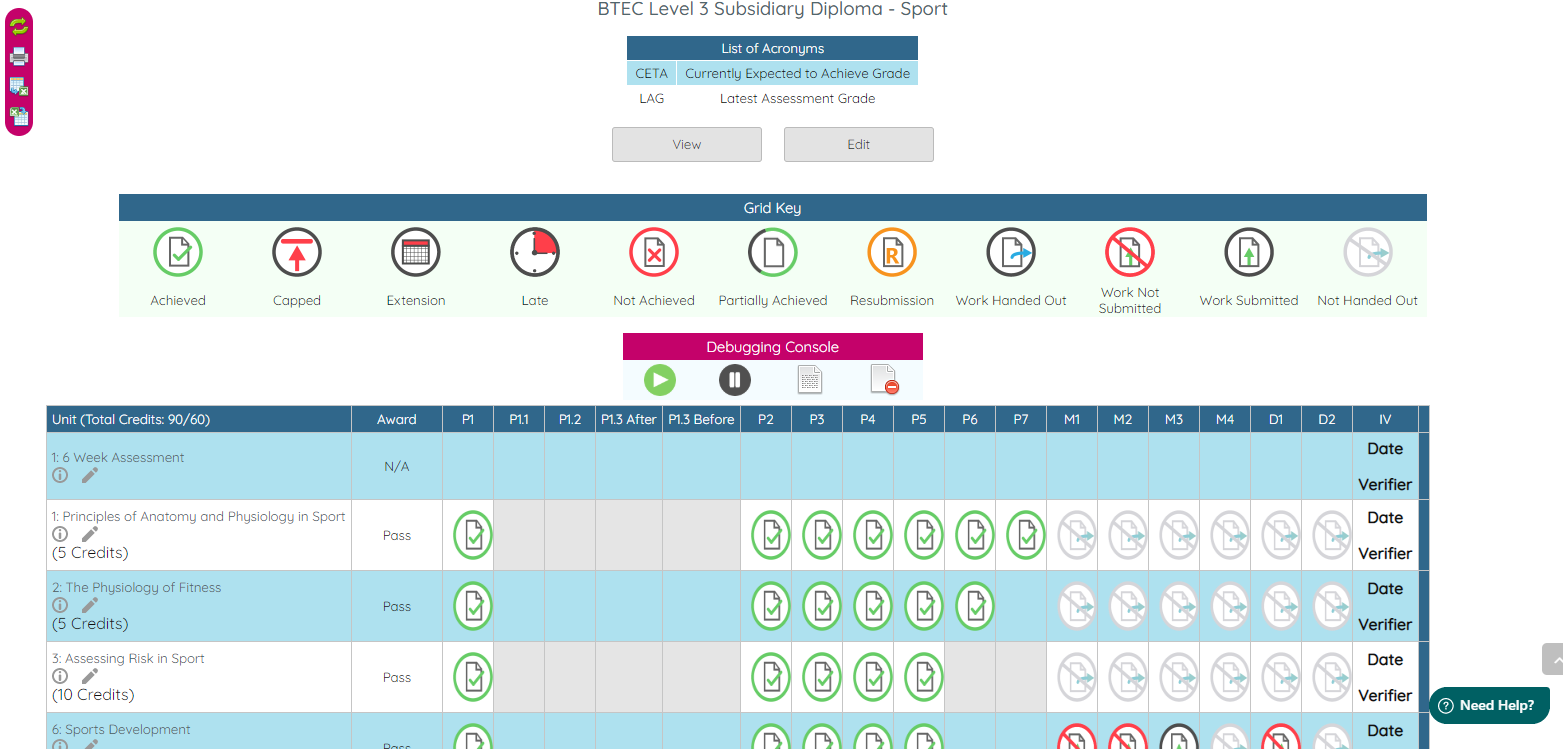 BTEC Level 3 Subsidiary Diploma - Sport
List of Acronyms
CETA Currently Expected to Achieve Grade
LAG Latest Assessment Grade
View Edit
Grid Key
R
Achieved Capped Extension Late Not Achieved Partially Achieved Resubmission Work Handed Out Work Not Submitted Work Submitted Not Handed Out
Debugging Console
Unit (Total Credits: 90/60) Award P1 P1.1 P1.2 P1.3 After P1.3 Before P2 P3 P4 P5 P6 P7 M1 M2 M3 M4 D1 D2 IV
1: 6 Week Assessment N/A Date
Verifier
1: Principles of Anatomy and Physiology in Sport Pass Date
(5 Credits) Verifier
2: The Physiology of Fitness Pass Date
(5 Credits) Verifier
3: Assessing Risk in Sport Pass Date
(10 Credits) Verifier
6: Sports Development Pass Date
Need Help?